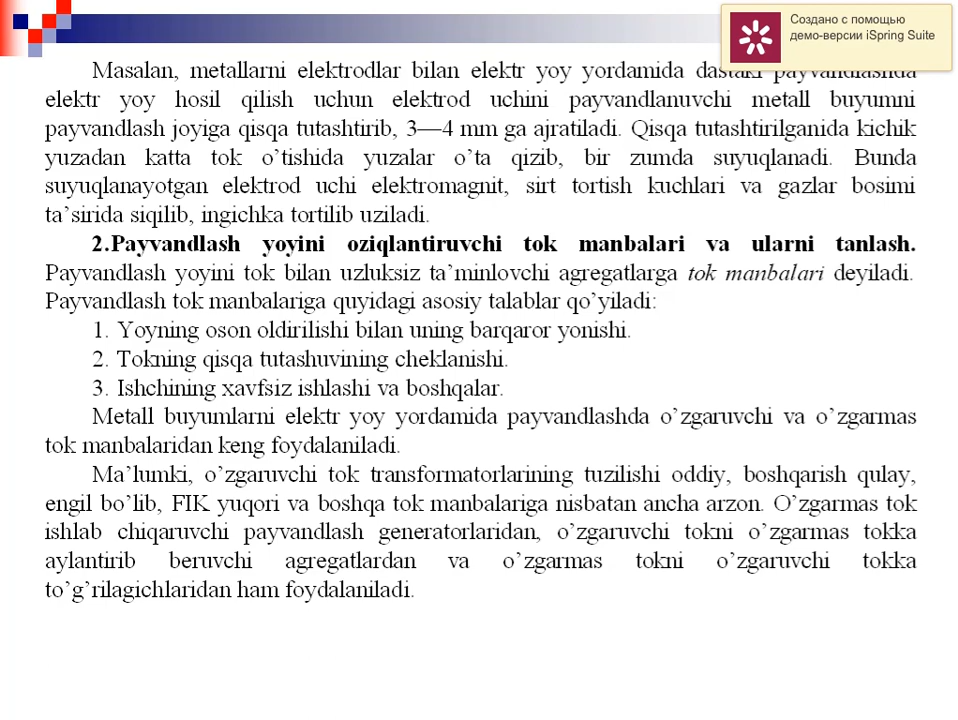 Создано с помощью
демо-версии iSpring Suite
Masalan, metallarni elektrodlar bilan elektr yoy yordamida dastaki payvandlashda
elektr yoy hosil qilish uchun elektrod uchini payvandlanuvchi metall buyumni
payvandlash joyiga qisqa tutashtirib, 3—4 mm ga ajratiladi. Qisqa tutashtirilganida kichik
yuzadan katta tok o’tishida yuzalar o’ta qizib, bir zumda suyuqlanadi. Bunda
suyuqlanayotgan elektrod uchi elektromagnit, sirt tortish kuchlari va gazlar bosimi
ta’sirida siqilib, ingichka tortilib uziladi.
2.Payvandlash yoyini oziqlantiruvchi tok manbalari va ularni tanlash.
Payvandlash yoyini tok bilan uzluksiz ta’minlovchi agregatlarga tok manbalari deyiladi.
Payvandlash tok manbalariga quyidagi asosiy talablar qo’yiladi:
1. Yoyning oson oldirilishi bilan uning barqaror yonishi.
2. Tokning qisqa tutashuvining cheklanishi.
3. Ishchining xavfsiz ishlashi va boshqalar.
Metall buyumlarni elektr yoy yordamida payvandlashda o’zgaruvchi va o’zgarmas
tok manbalaridan keng foydalaniladi.
Ma’lumki, o’zgaruvchi tok transformatorlarining tuzilishi oddiy, boshqarish qulay,
engil bo’lib, FIK yuqori va boshqa tok manbalariga nisbatan ancha arzon. O’zgarmas tok
ishlab chiqaruvchi payvandlash generatorlaridan, o’zgaruvchi tokni o’zgarmas tokka
aylantirib beruvchi agregatlardan va o’zgarmas tokni o’zgaruvchi tokka
to’g’rilagichlaridan ham foydalaniladi.